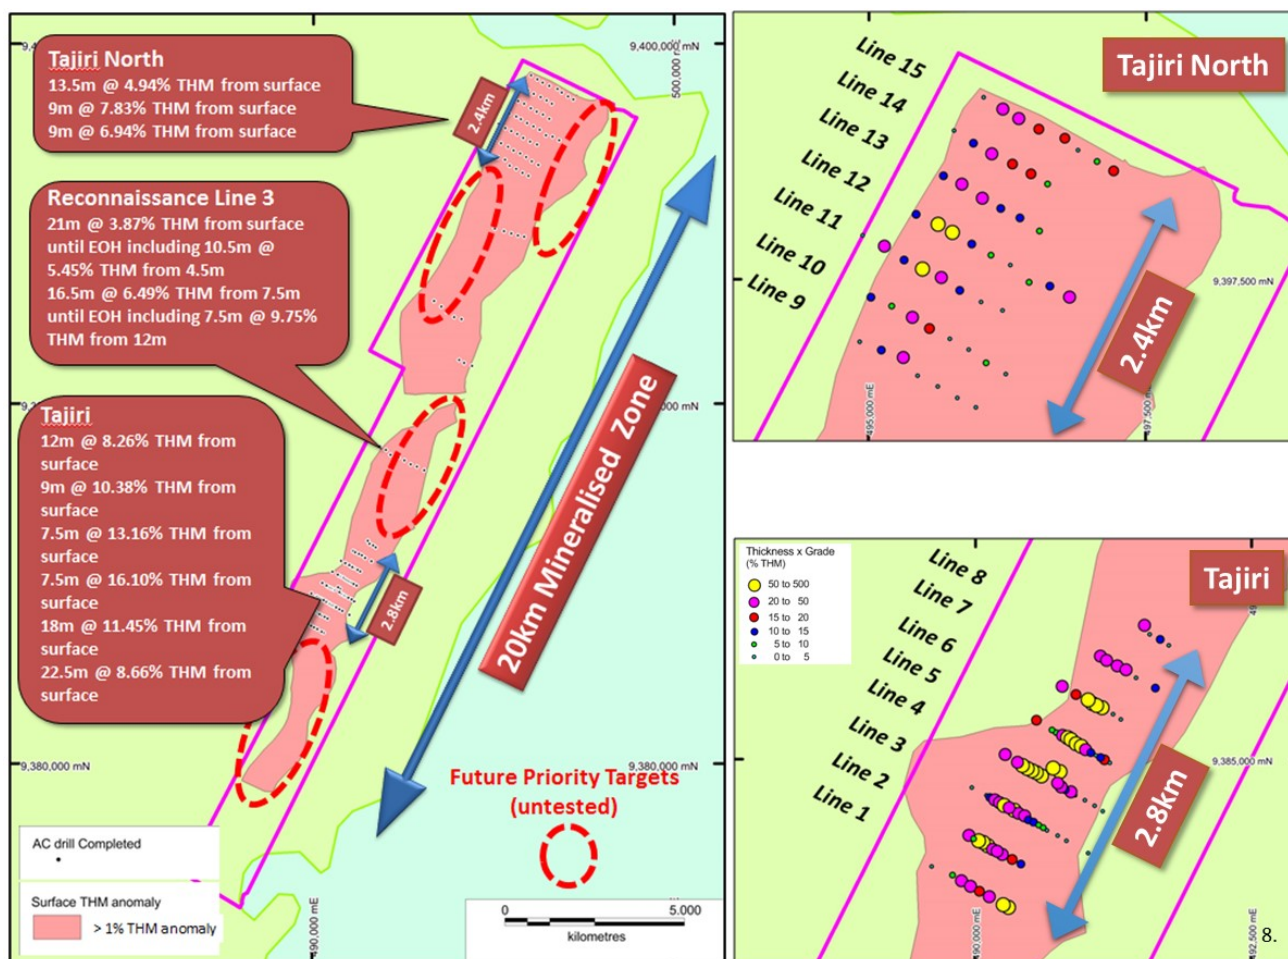 Tajiri North
13.5m @ 4.94% THM from surface
9m @ 7.83% THM from surface
9m @ 6.94% THM from surface
Reconnaissance Line 3
21m @ 3.87% THM from surface
until EOH including 10.5m @
5.45% THM from 4.5m
16.5m @ 6.49% THM from 7.5m
until EOH including 7.5m @ 9.75%
THM from 12m
Tajiri
12m @ 8.26% THM from
surface
9m @ 10.38% THM from
surface
7.5m @ 13.16% THM from
surface
7.5m @ 16.10% THM from
surface
18m @ 11.45% THM from
surface
22.5m @ 8.66% THM from
surface
9,400,000 mN
2.4km
20km Mineralised Zone
2.8km
9,380,000 mN
9,380,000 mN
Future Priority Targets
(untested)
AC drill Completed
Surface THM anomaly
> 1% THM anomaly
0 5.000
kilometres
Tajiri North
Line 15
Line 14
Line 13
Line 12
Line 11
Line 10
Line 9
9,397,500 mN
2.4km
495,000 mE
497,500 mE
Thickness x Grade
(% THM)
50 to 500
20 to 50
15 to 20
10 to 15
5 to 10
0 to 5
Tajiri
Line 8
Line 7
Line 6
Line 5
Line 4
Line 3
Line 2
Line 1
9,385,000 mN
2.8km
490,000 mE
492,500 mE
8.